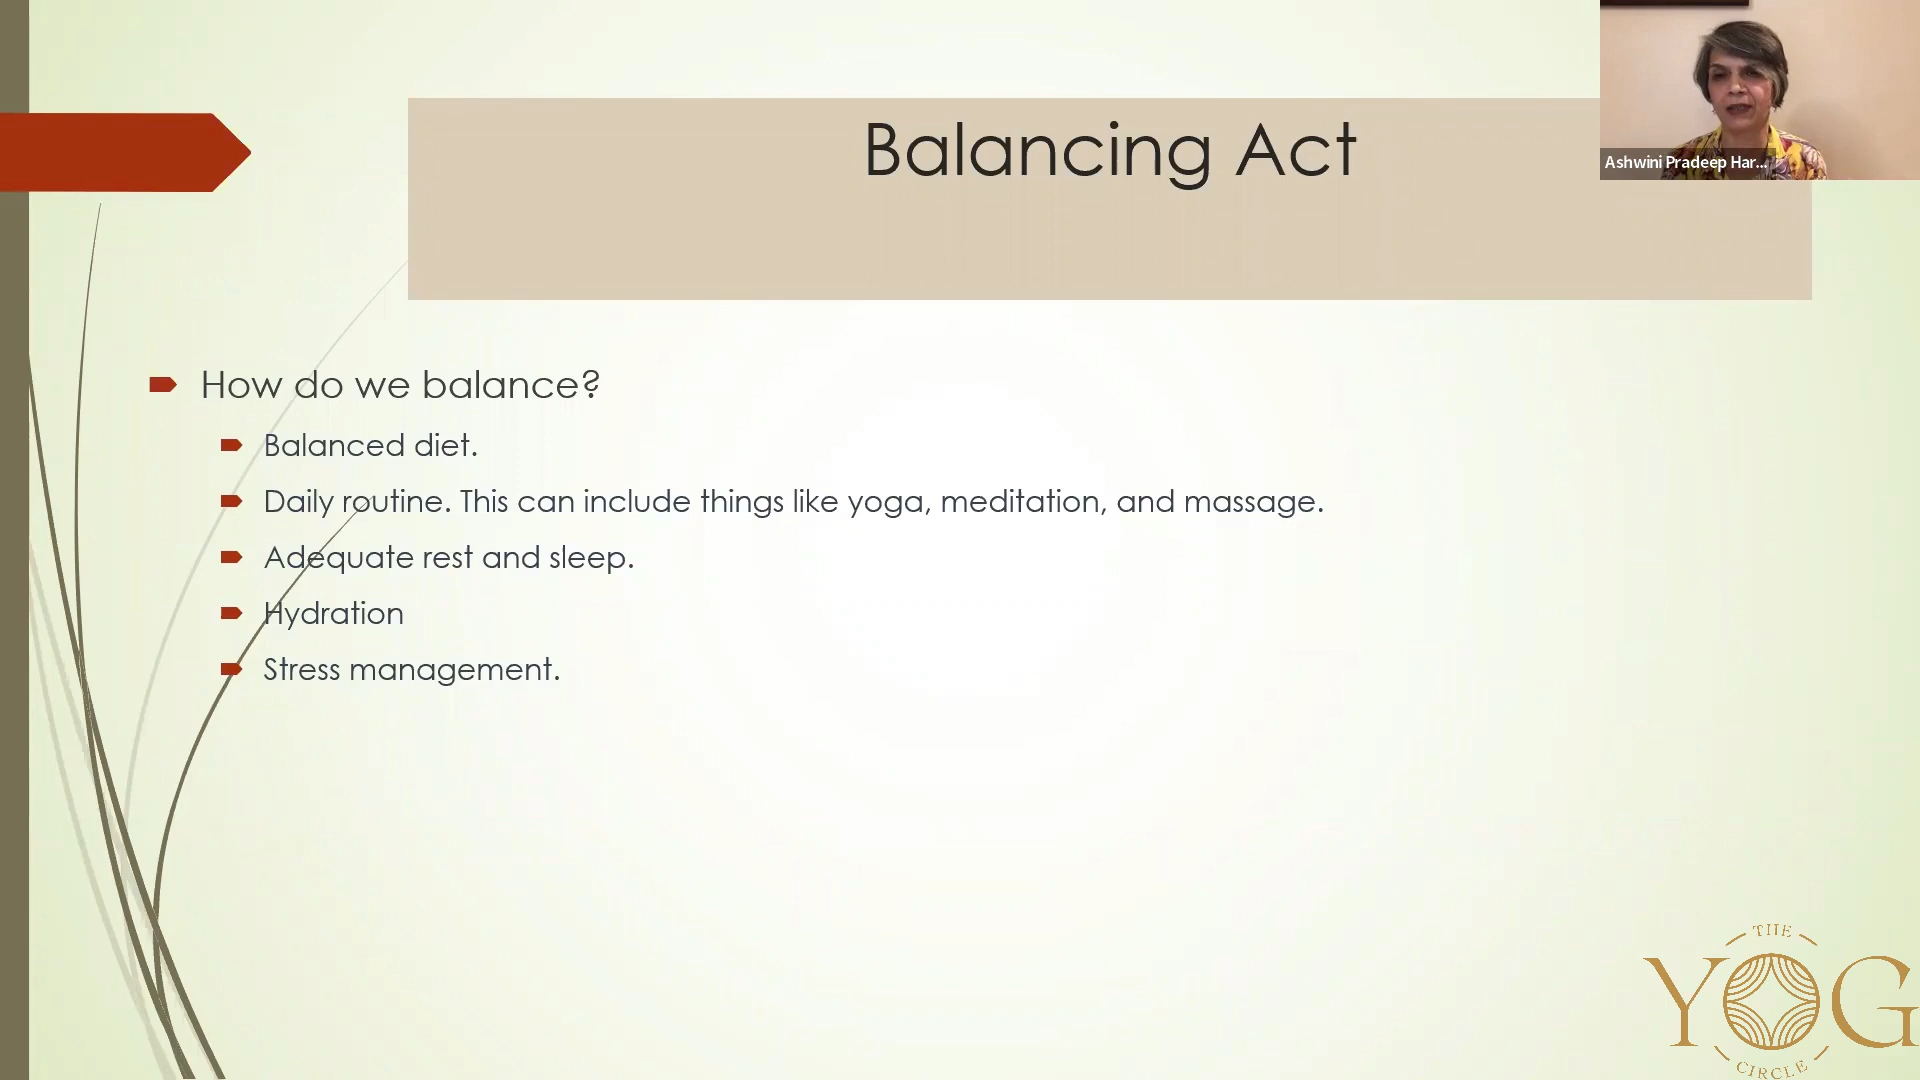 Balancing Act
Ashwini Pradeep Har...
How do we balance?
Balanced diet.
Daily routine. This can include things like yoga, meditation, and massage.
Adequate rest and sleep.
Hydration
Stress management.
THE
YOG
CIRCLE